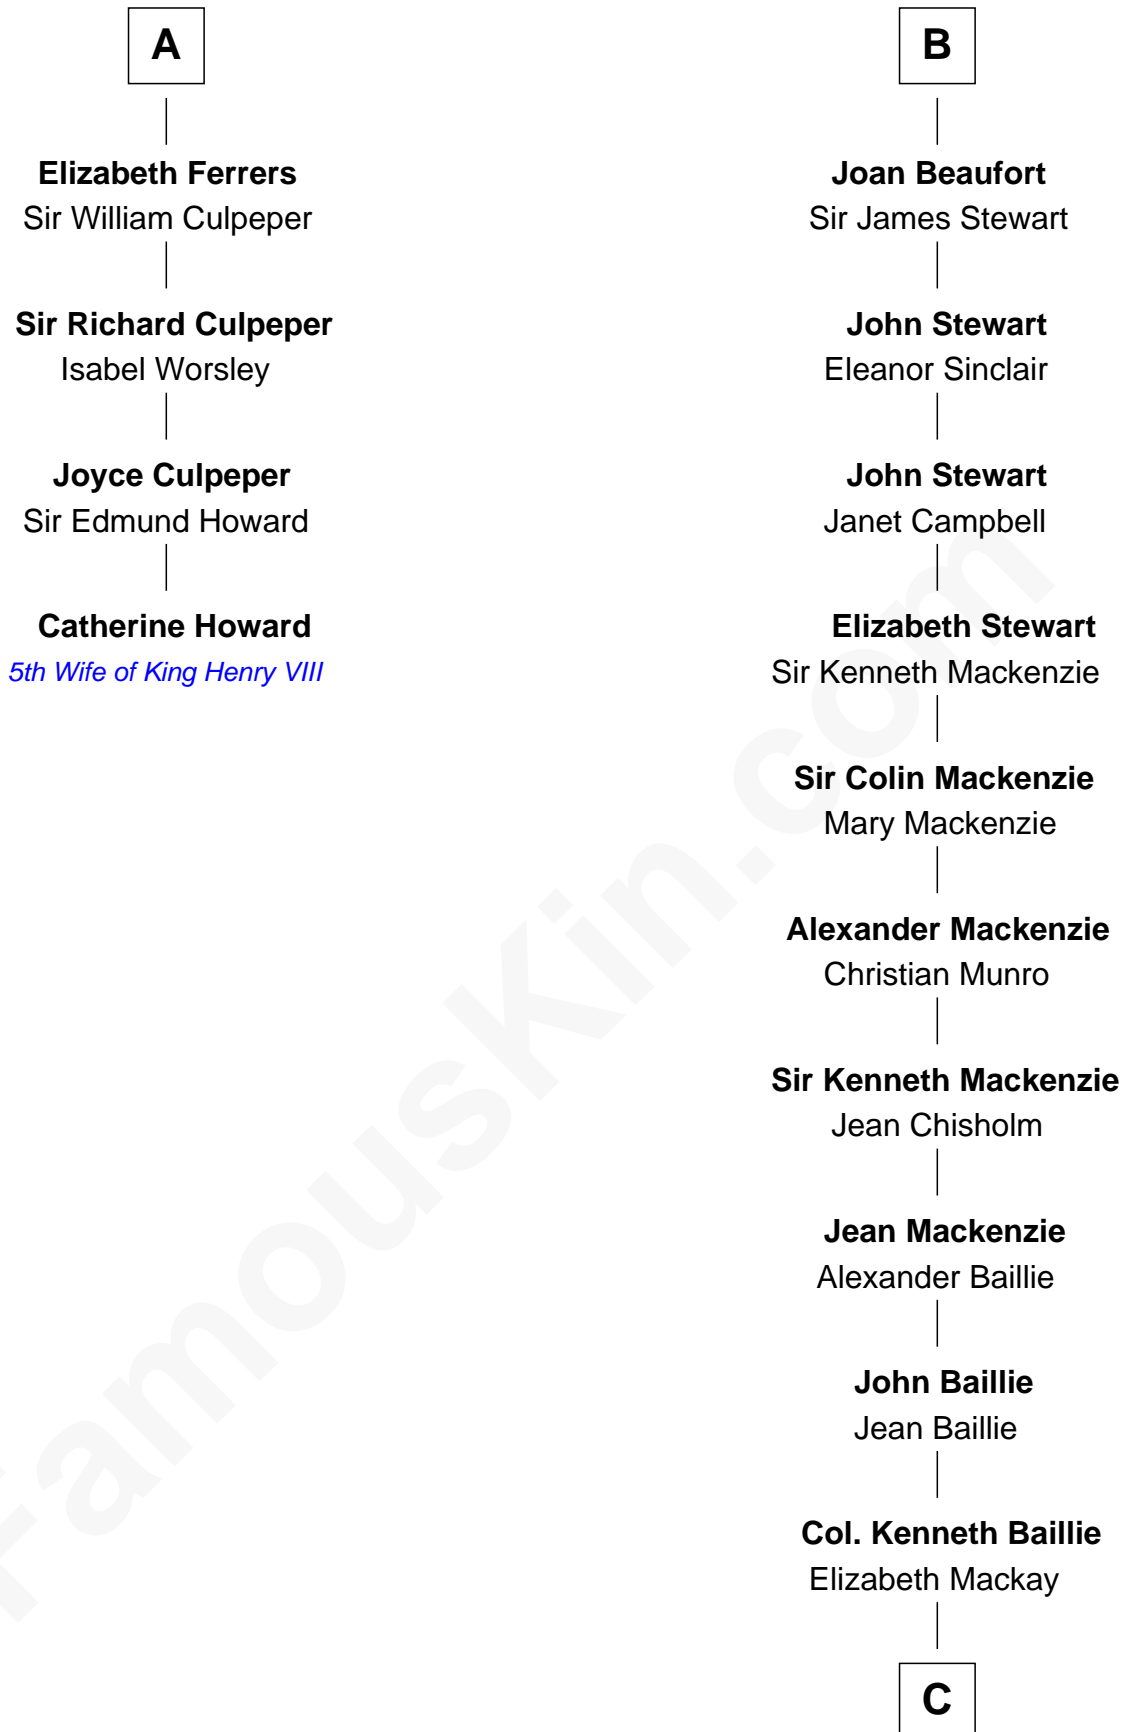 A
Elizabeth Ferrers
Sir William Culpeper
Sir Richard Culpeper
Isabel Worsley
Joyce Culpeper
Sir Edmund Howard
Catherine Howard
5th Wife of King Henry VIII
B
Joan Beaufort
Sir James Stewart
John Stewart
Eleanor Sinclair
John Stewart
Janet Campbell
Elizabeth Stewart
Sir Kenneth Mackenzie
Sir Colin Mackenzie
Mary Mackenzie
Alexander Mackenzie
Christian Munro
Sir Kenneth Mackenzie
Jean Chisholm
Jean Mackenzie
Alexander Baillie
John Baillie
Jean Baillie
Col. Kenneth Baillie
Elizabeth Mackay
C
FamousKin.com